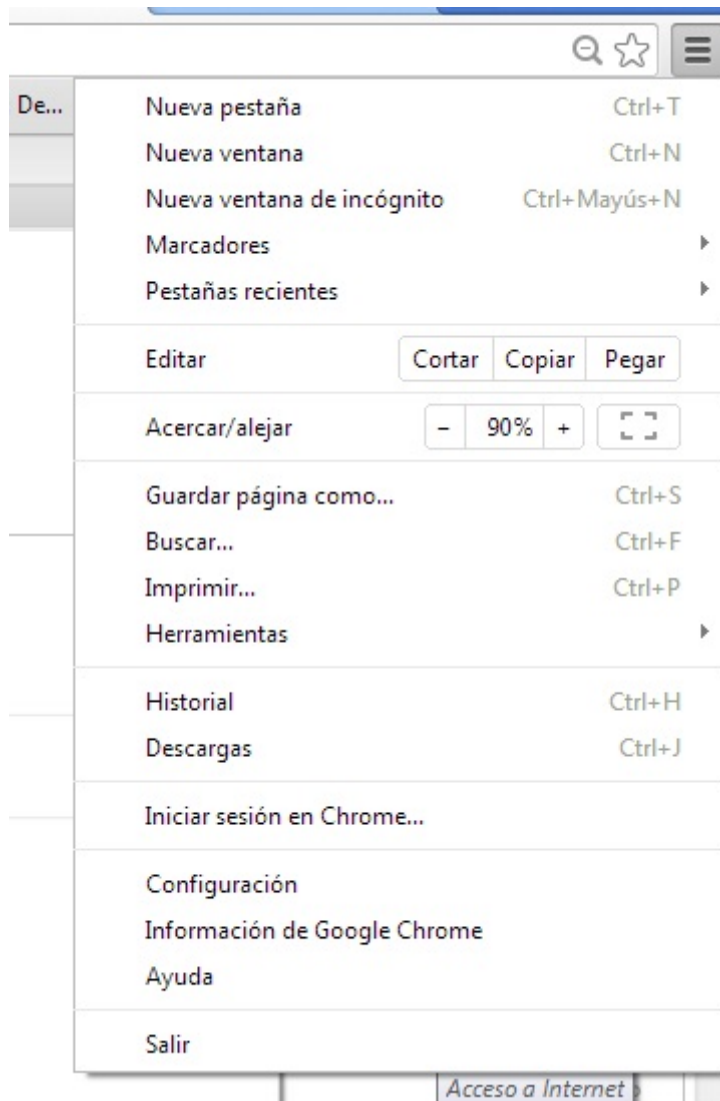 De...
Nueva pestaña Ctrl+T
Nueva ventana Ctrl+N
Nueva ventana de incógnito Ctrl+Mayús+N
Marcadores
Pestañas recientes
Editar Cortar Copiar Pegar
Acercar/alejar - 90% +
Guardar página como... Ctrl+S
Buscar... Ctrl+F
Imprimir... Ctrl+P
Herramientas
Historial Ctrl+H
Descargas Ctrl+J
Iniciar sesión en Chrome...
Configuración
Información de Google Chrome
Ayuda
Salir
Acceso a Internet